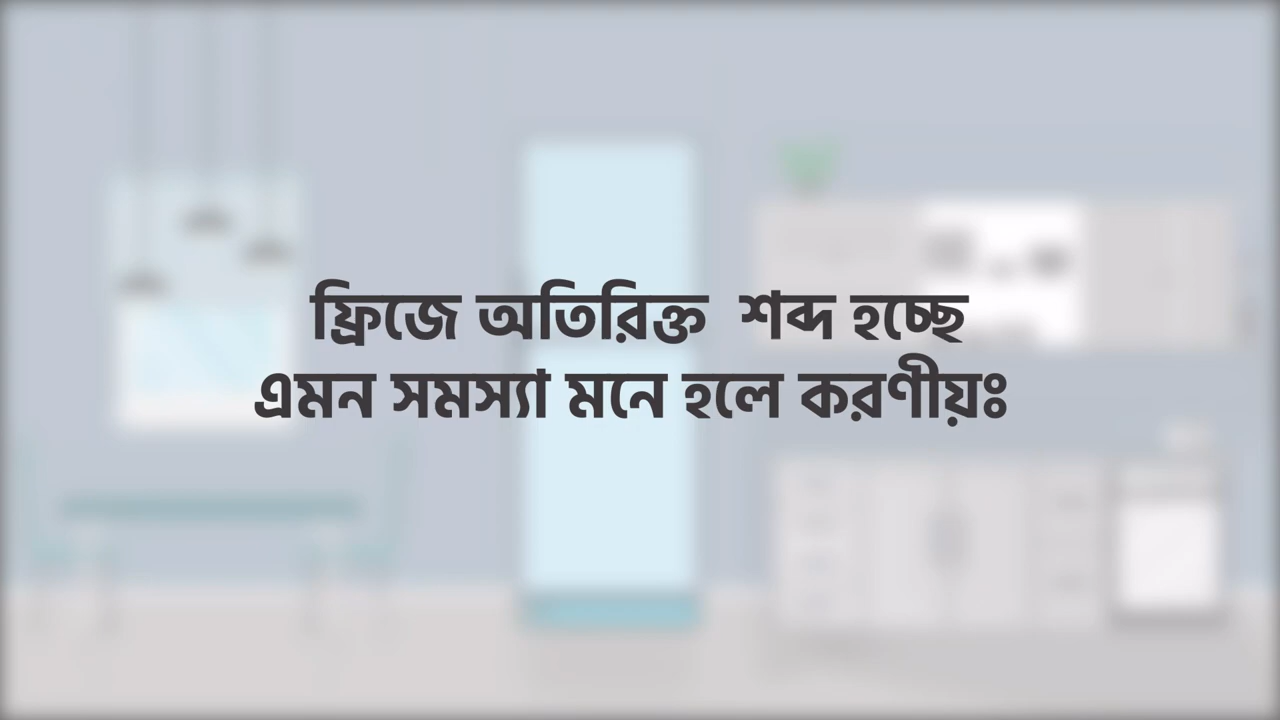 ফ্রিজে অতিরিক্ত শব্দ হচ্ছে
এমন সমস্যা মনে হলে করণীয়ঃ